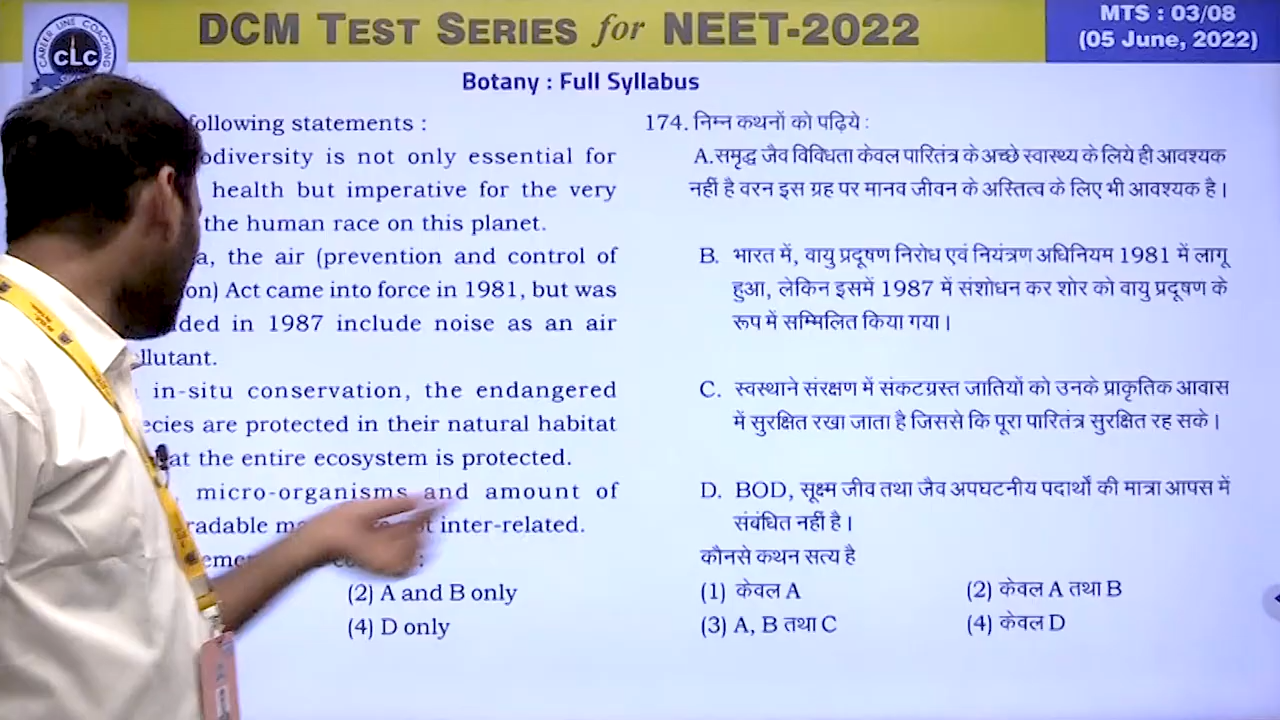 DCM TEST SERIES for NEET-2022
MTS : 03/08
(05 June, 2022)
CAREER LINE COACHING
CLC
Botany : Full Syllabus
following statements :
odiversity is not only essential for
health but imperative for the very
the human race on this planet.
a, the air (prevention and control of
on) Act came into force in 1981, but was
ded in 1987 include noise as an air
llutant.
in-situ conservation, the endangered
ecies are protected in their natural habitat
at the entire ecosystem is protected.
micro-organisms and amount of
radable inter-related.
:
(2) A and B only
(4) D only
174. निम्न कथनों को पढ़िये :
A.समृद्ध जैव विविधता केवल पारितंत्र के अच्छे स्वास्थ्य के लिये ही आवश्यक
नहीं है वरन इस ग्रह पर मानव जीवन के अस्तित्व के लिए भी आवश्यक है।
B. भारत में, वायु प्रदूषण निरोध एवं नियंत्रण अधिनियम 1981 में लागू
हुआ, लेकिन इसमें 1987 में संशोधन कर शोर को वायु प्रदूषण के
रूप में सम्मिलित किया गया।
C. स्वस्थाने संरक्षण में संकटग्रस्त जातियों को उनके प्राकृतिक आवास
में सुरक्षित रखा जाता है जिससे कि पूरा पारितंत्र सुरक्षित रह सके।
D. BOD, सूक्ष्म जीव तथा जैव अपघटनीय पदार्थो की मात्रा आपस में
संबंधित नहीं है।
कौनसे कथन सत्य है
(1) केवल A (2) केवल A तथा B
(3) A, B तथा C (4) केवल D